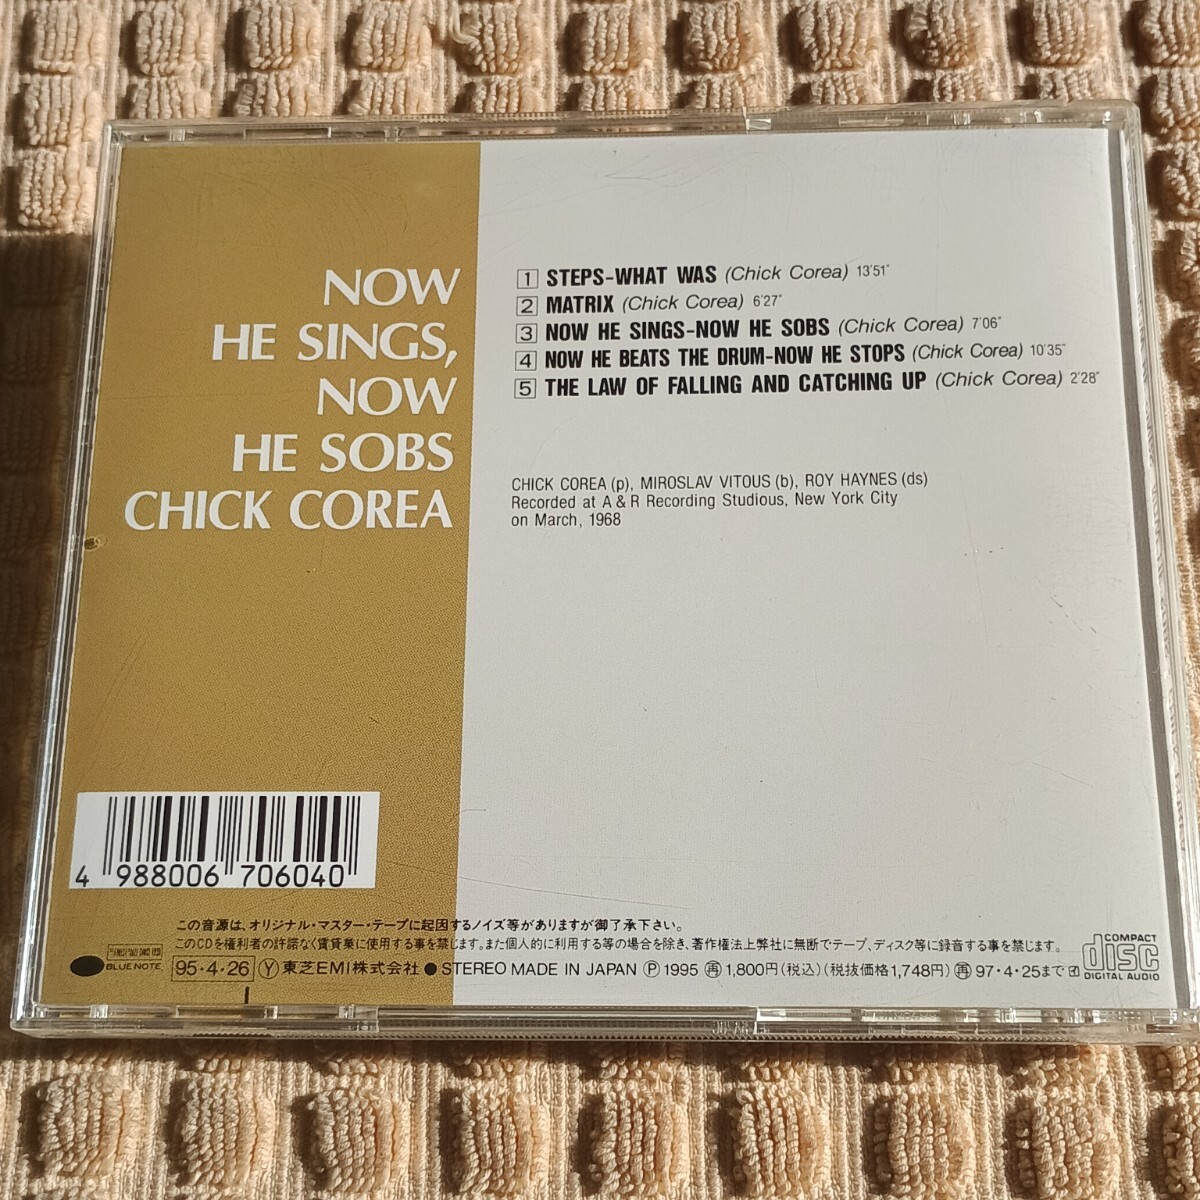 NOW
HE SINGS,
NOW
HE SOBS
CHICK COREA
1 STEPS-WHAT WAS (Chick Corea) 13'51"
2 MATRIX (Chick Corea) 6'27"
3 NOW HE SINGS-NOW HE SOBS (Chick Corea) 7'06"
4 NOW HE BEATS THE DRUM-NOW HE STOPS (Chick Corea) 10'35"
5 THE LAW OF FALLING AND CATCHING UP (Chick Corea) 2'28"
CHICK COREA (p), MIROSLAV VITOUS (b), ROY HAYNES (ds)
Recorded at A & R Recording Studious, New York City
on March, 1968
4 988006 706040
この音源は、オリジナル・マスター・テープに起因するノイズ等がありますが御了承下さい。
このCDを権利者の許諾なく賃貸業に使用する事を禁じます。また個人的に利用する等の場合を除き、著作権法上弊社に無断でテープ、ディスク等に録音する事を禁じます。
BLUE NOTE 95・4・26 Ⓨ東芝EMI株式会社 ● STEREO MADE IN JAPAN Ⓟ 1995 ㊞1,800円(税込)(税抜価格1,748円) 97・4・25まで
COMPACT
disc
DIGITAL AUDIO